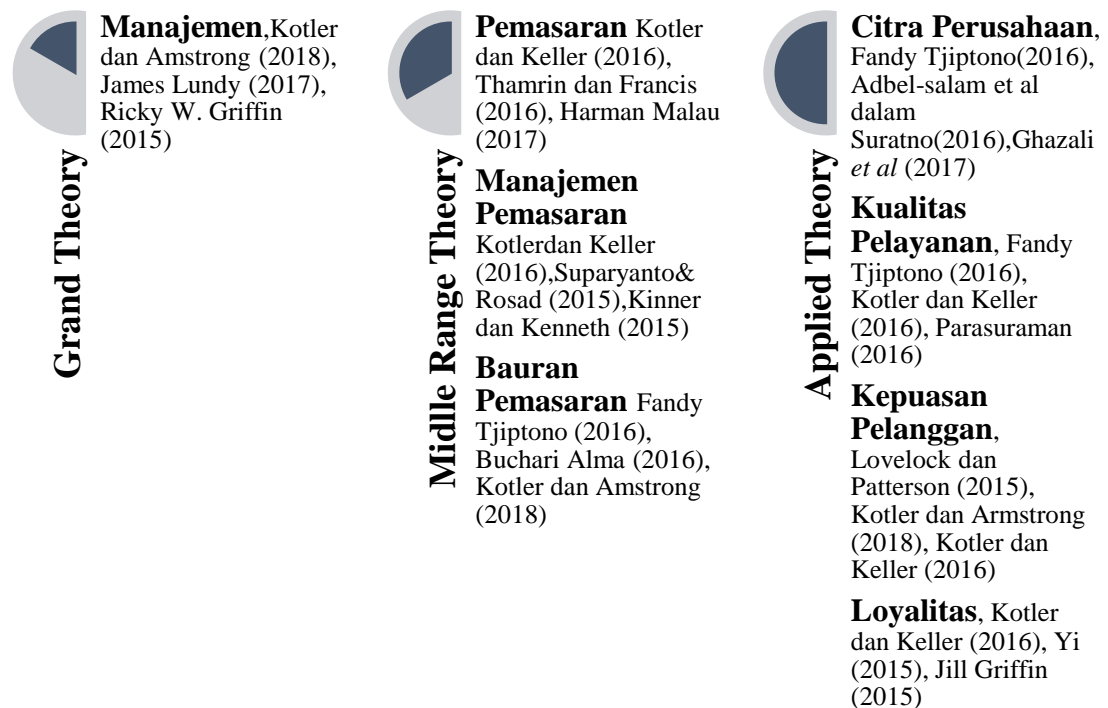 Grand Theory
Manajemen,Kotler
dan Amstrong (2018),
James Lundy (2017),
Ricky W. Griffin
(2015)
Midlle Range Theory
Pemasaran Kotler
dan Keller (2016),
Thamrin dan Francis
(2016), Harman Malau
(2017)
Manajemen
Pemasaran
Kotlerdan Keller
(2016),Suparyanto&
Rosad (2015),Kinner
dan Kenneth (2015)
Bauran
Pemasaran Fandy
Tjiptono (2016),
Buchari Alma (2016),
Kotler dan Amstrong
(2018)
Applied Theory
Citra Perusahaan,
Fandy Tjiptono(2016),
Adbel-salam et al
dalam
Suratno(2016),Ghazali
et al (2017)
Kualitas
Pelayanan, Fandy
Tjiptono (2016),
Kotler dan Keller
(2016), Parasuraman
(2016)
Kepuasan
Pelanggan,
Lovelock dan
Patterson (2015),
Kotler dan Armstrong
(2018), Kotler dan
Keller (2016)
Loyalitas, Kotler
dan Keller (2016), Yi
(2015), Jill Griffin
(2015)